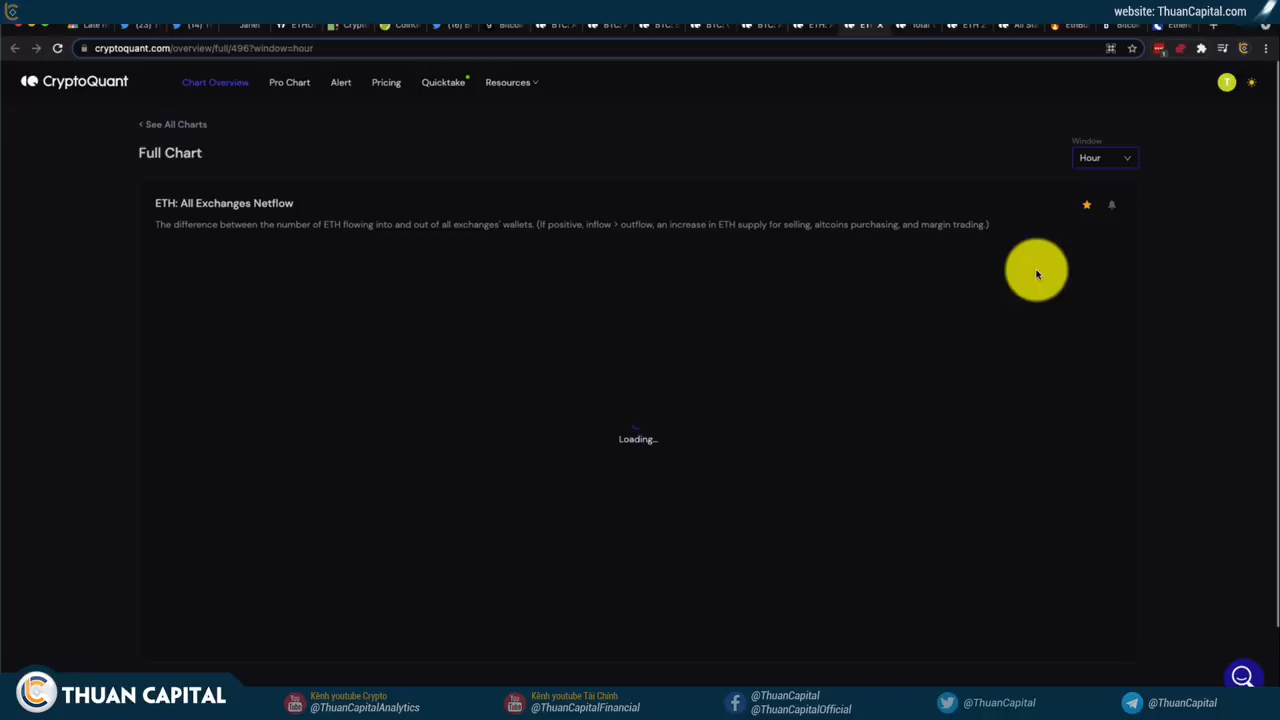 website: ThuanCapital.com
cryptoquant.com/overview/full/496?window=hour
CryptoQuant
Chart Overview
Pro Chart
Alert
Pricing
Quicktake
Resources
T
< See All Charts
Full Chart
Window
Hour
ETH: All Exchanges Netflow
The difference between the number of ETH flowing into and out of all exchanges' wallets. (If positive, inflow > outflow, an increase in ETH supply for selling, altcoins purchasing, and margin trading.)
Loading...
THUAN CAPITAL
Kênh youtube Crypto
@ThuanCapitalAnalytics
Kênh youtube Tài Chính
@ThuanCapitalFinancial
@ThuanCapital
@ThuanCapitalOfficial
@ThuanCapital
@ThuanCapital